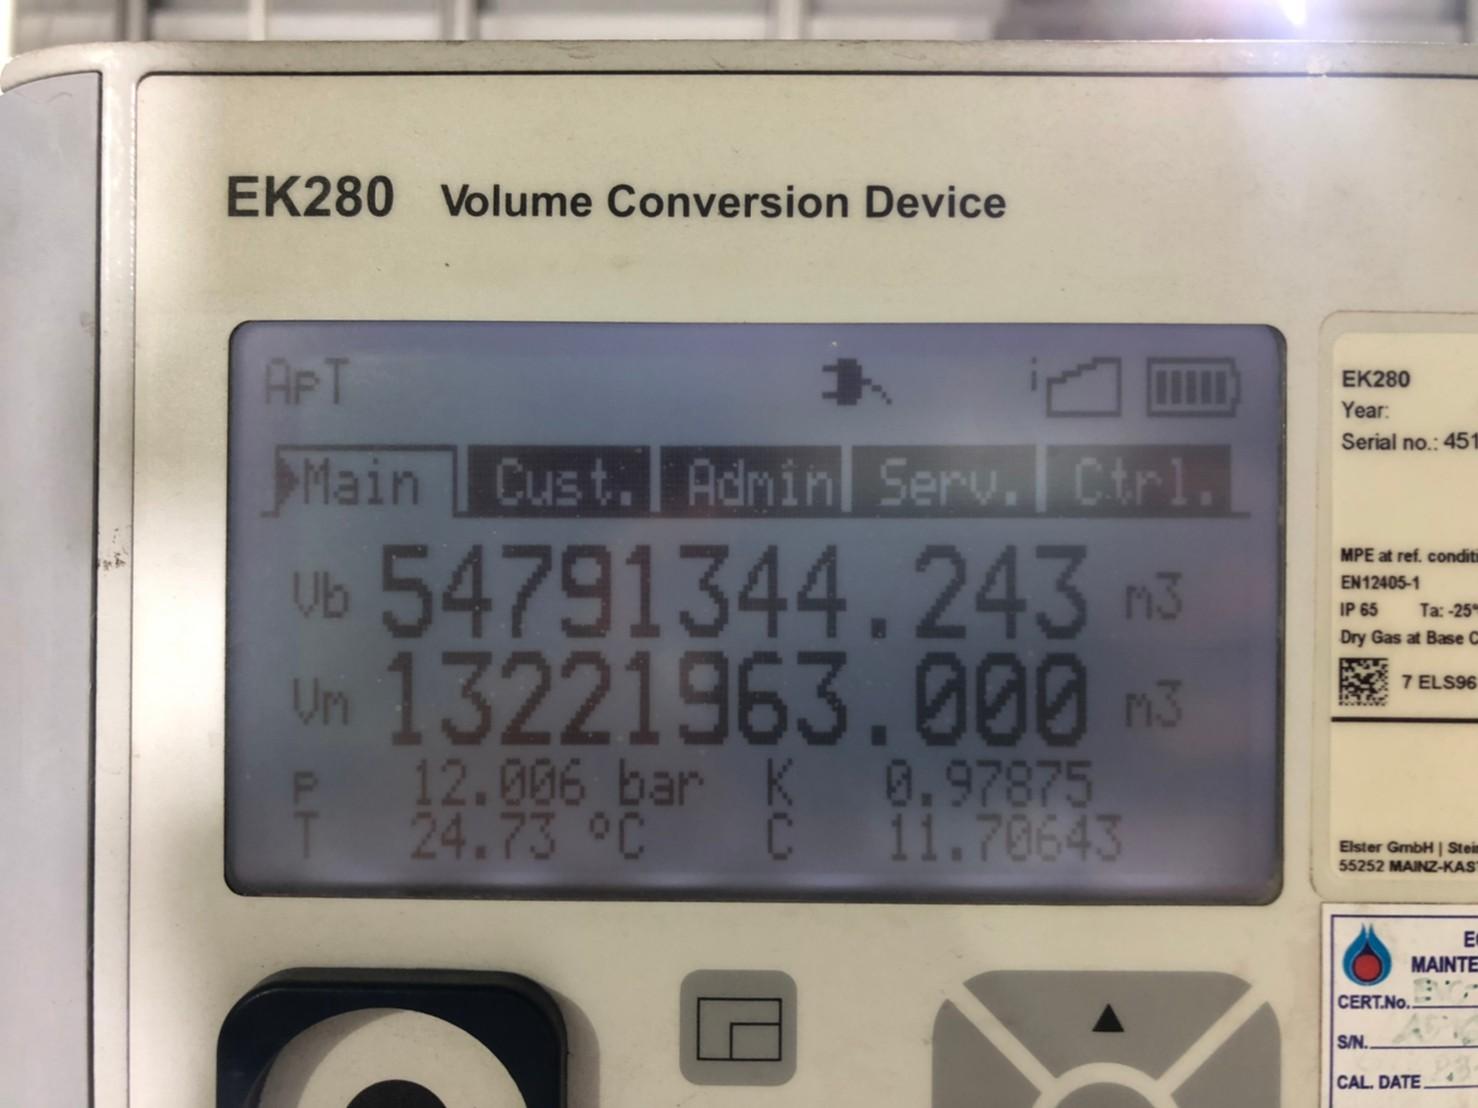 EK280 Volume Conversion Device
ApT
Main Cust. Admin Serv. Ctrl.
Vb 54791344.243 m3
Vm 13221963.000 m3
p 12.006 bar K 0.97875
T 24.73 °C C 11.70643
EK280
Year:
Serial no.: 451
MPE at ref. conditi
EN12405-1
IP 65 Ta: -25°
Dry Gas at Base C
7 ELS96
Elster GmbH | Stein
55252 MAINZ-KAST
MAINTE
CERT.No.
S/N.
CAL. DATE